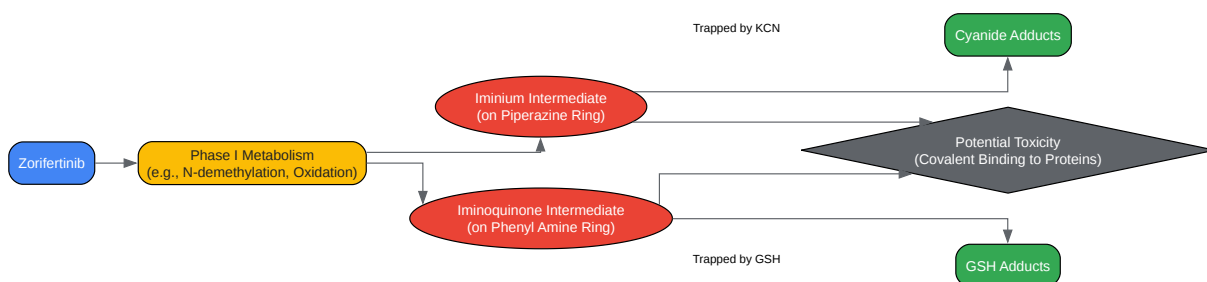 Zorifertinib
Phase I Metabolism
(e.g., N-demethylation, Oxidation)
Iminium Intermediate
(on Piperazine Ring)
Iminoquinone Intermediate
(on Phenyl Amine Ring)
Trapped by KCN
Cyanide Adducts
Potential Toxicity
(Covalent Binding to Proteins)
Trapped by GSH
GSH Adducts